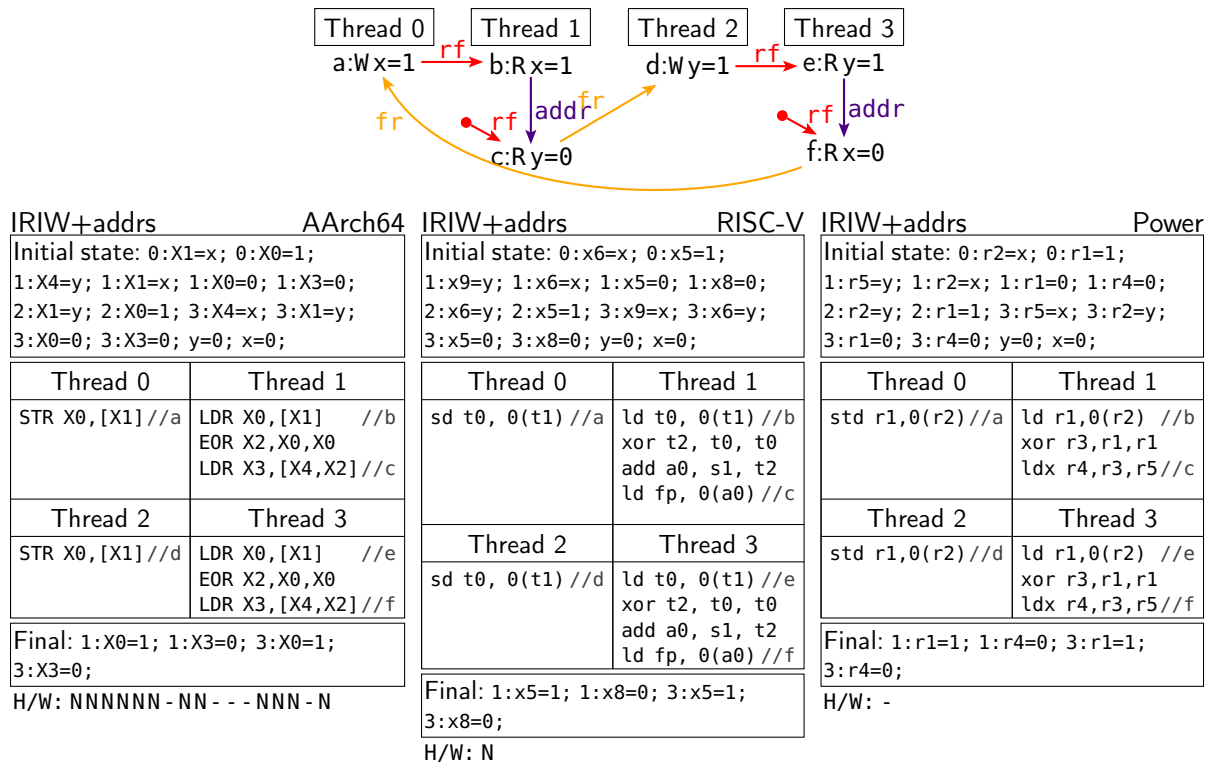 Thread 0 Thread 1 Thread 2 Thread 3
a:W x=1 rf b:R x=1 d:W y=1 rf e:R y=1
fr rf addr fr rf addr
c:R y=0 f:R x=0
IRIW+addrs AArch64
Initial state: 0:X1=x; 0:X0=1;
1:X4=y; 1:X1=x; 1:X0=0; 1:X3=0;
2:X1=y; 2:X0=1; 3:X4=x; 3:X1=y;
3:X0=0; 3:X3=0; y=0; x=0;
Thread 0 Thread 1
STR X0,[X1]//a LDR X0,[X1] //b
EOR X2,X0,X0
LDR X3,[X4,X2]//c
Thread 2 Thread 3
STR X0,[X1]//d LDR X0,[X1] //e
EOR X2,X0,X0
LDR X3,[X4,X2]//f
Final: 1:X0=1; 1:X3=0; 3:X0=1;
3:X3=0;
H/W: NNNNNN-NN---NNN-N
IRIW+addrs RISC-V
Initial state: 0:x6=x; 0:x5=1;
1:x9=y; 1:x6=x; 1:x5=0; 1:x8=0;
2:x6=y; 2:x5=1; 3:x9=x; 3:x6=y;
3:x5=0; 3:x8=0; y=0; x=0;
Thread 0 Thread 1
sd t0, 0(t1)//a ld t0, 0(t1)//b
xor t2, t0, t0
add a0, s1, t2
ld fp, 0(a0)//c
Thread 2 Thread 3
sd t0, 0(t1)//d ld t0, 0(t1)//e
xor t2, t0, t0
add a0, s1, t2
ld fp, 0(a0)//f
Final: 1:x5=1; 1:x8=0; 3:x5=1;
3:x8=0;
H/W: N
IRIW+addrs Power
Initial state: 0:r2=x; 0:r1=1;
1:r5=y; 1:r2=x; 1:r1=0; 1:r4=0;
2:r2=y; 2:r1=1; 3:r5=x; 3:r2=y;
3:r1=0; 3:r4=0; y=0; x=0;
Thread 0 Thread 1
std r1,0(r2)//a ld r1,0(r2) //b
xor r3,r1,r1
ldx r4,r3,r5//c
Thread 2 Thread 3
std r1,0(r2)//d ld r1,0(r2) //e
xor r3,r1,r1
ldx r4,r3,r5//f
Final: 1:r1=1; 1:r4=0; 3:r1=1;
3:r4=0;
H/W: -